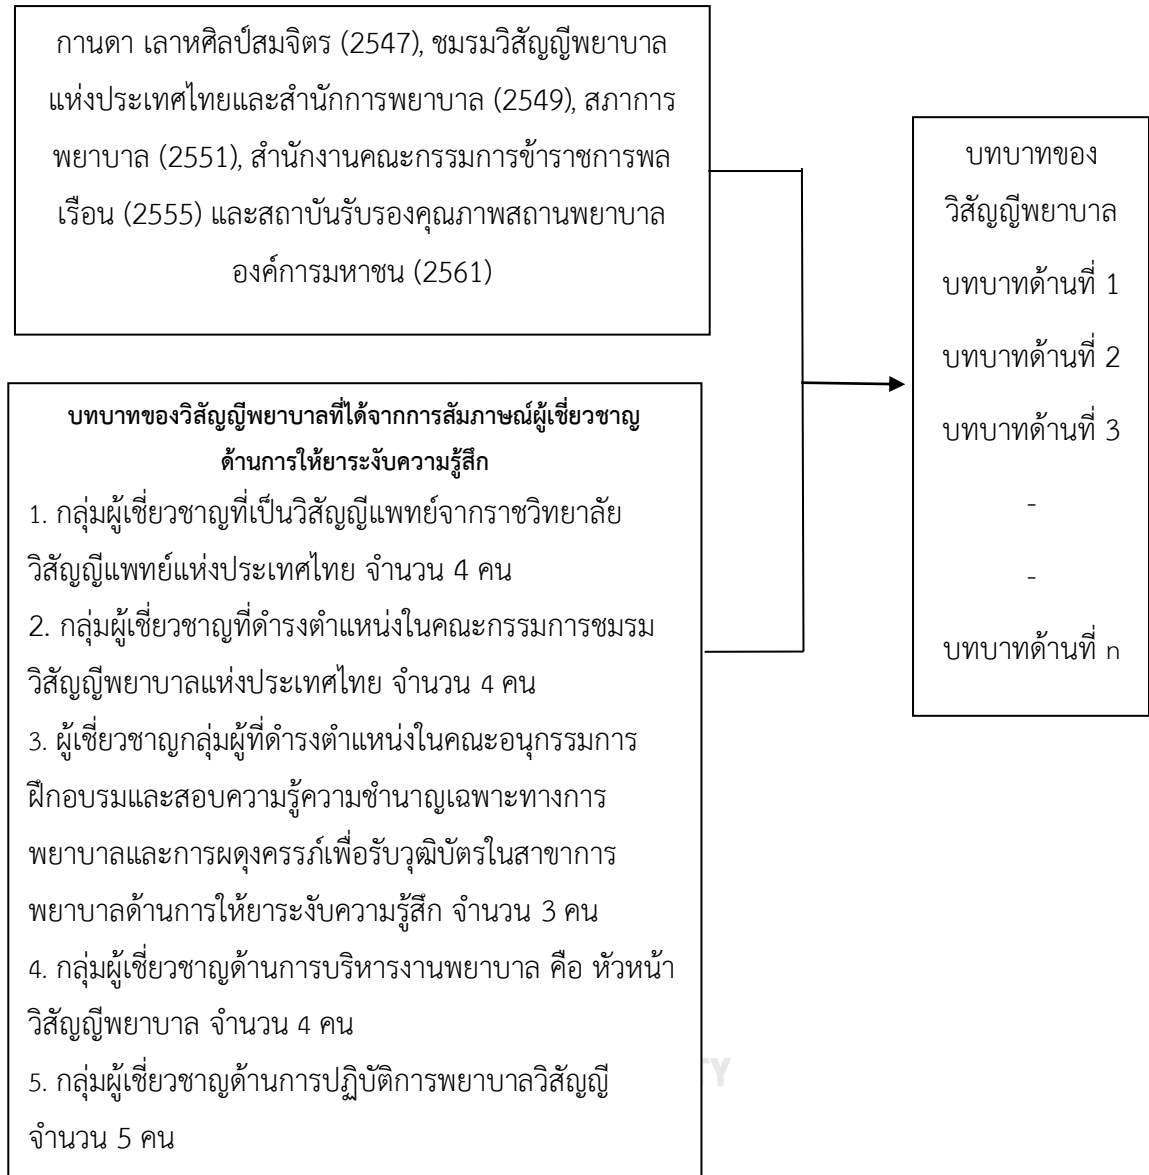 กานดา เลาหศิลป์สมจิตร (2547), ชมรมวิสัญญีพยาบาล
แห่งประเทศไทยและสำนักการพยาบาล (2549), สภาการ
พยาบาล (2551), สำนักงานคณะกรรมการข้าราชการพล
เรือน (2555) และสถาบันรับรองคุณภาพสถานพยาบาล
องค์การมหาชน (2561)
บทบาทของวิสัญญีพยาบาลที่ได้จากการสัมภาษณ์ผู้เชี่ยวชาญ
ด้านการให้ยาระงับความรู้สึก
1. กลุ่มผู้เชี่ยวชาญที่เป็นวิสัญญีแพทย์จากราชวิทยาลัย
วิสัญญีแพทย์แห่งประเทศไทย จำนวน 4 คน
2. กลุ่มผู้เชี่ยวชาญที่ดำรงตำแหน่งในคณะกรรมการชมรม
วิสัญญีพยาบาลแห่งประเทศไทย จำนวน 4 คน
3. ผู้เชี่ยวชาญกลุ่มผู้ที่ดำรงตำแหน่งในคณะอนุกรรมการ
ฝึกอบรมและสอบความรู้ความชำนาญเฉพาะทางการ
พยาบาลและการผดุงครรภ์เพื่อรับวุฒิบัตรในสาขาการ
พยาบาลด้านการให้ยาระงับความรู้สึก จำนวน 3 คน
4. กลุ่มผู้เชี่ยวชาญด้านการบริหารงานพยาบาล คือ หัวหน้า
วิสัญญีพยาบาล จำนวน 4 คน
5. กลุ่มผู้เชี่ยวชาญด้านการปฏิบัติการพยาบาลวิสัญญี
จำนวน 5 คน
บทบาทของ
วิสัญญีพยาบาล
บทบาทด้านที่ 1
บทบาทด้านที่ 2
บทบาทด้านที่ 3
-
-
บทบาทด้านที่ n